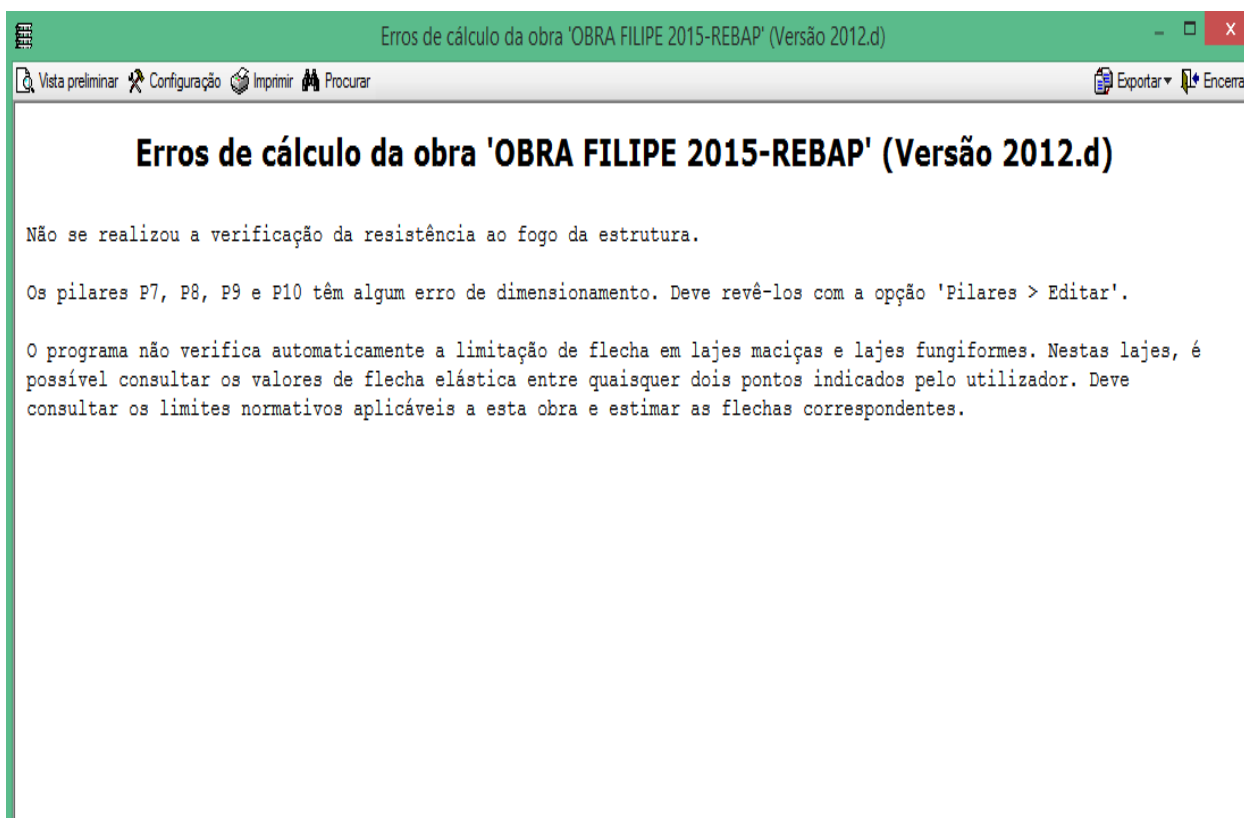 Erros de cálculo da obra 'OBRA FILIPE 2015-REBAP' (Versão 2012.d)
Vista preliminar Configuração Imprimir Procurar Exportar Encerra
Erros de cálculo da obra 'OBRA FILIPE 2015-REBAP' (Versão 2012.d)
Não se realizou a verificação da resistência ao fogo da estrutura.
Os pilares P7, P8, P9 e P10 têm algum erro de dimensionamento. Deve revê-los com a opção 'Pilares > Editar'.
O programa não verifica automaticamente a limitação de flecha em lajes maciças e lajes fungiformes. Nestas lajes, é
possível consultar os valores de flecha elástica entre quaisquer dois pontos indicados pelo utilizador. Deve
consultar os limites normativos aplicáveis a esta obra e estimar as flechas correspondentes.